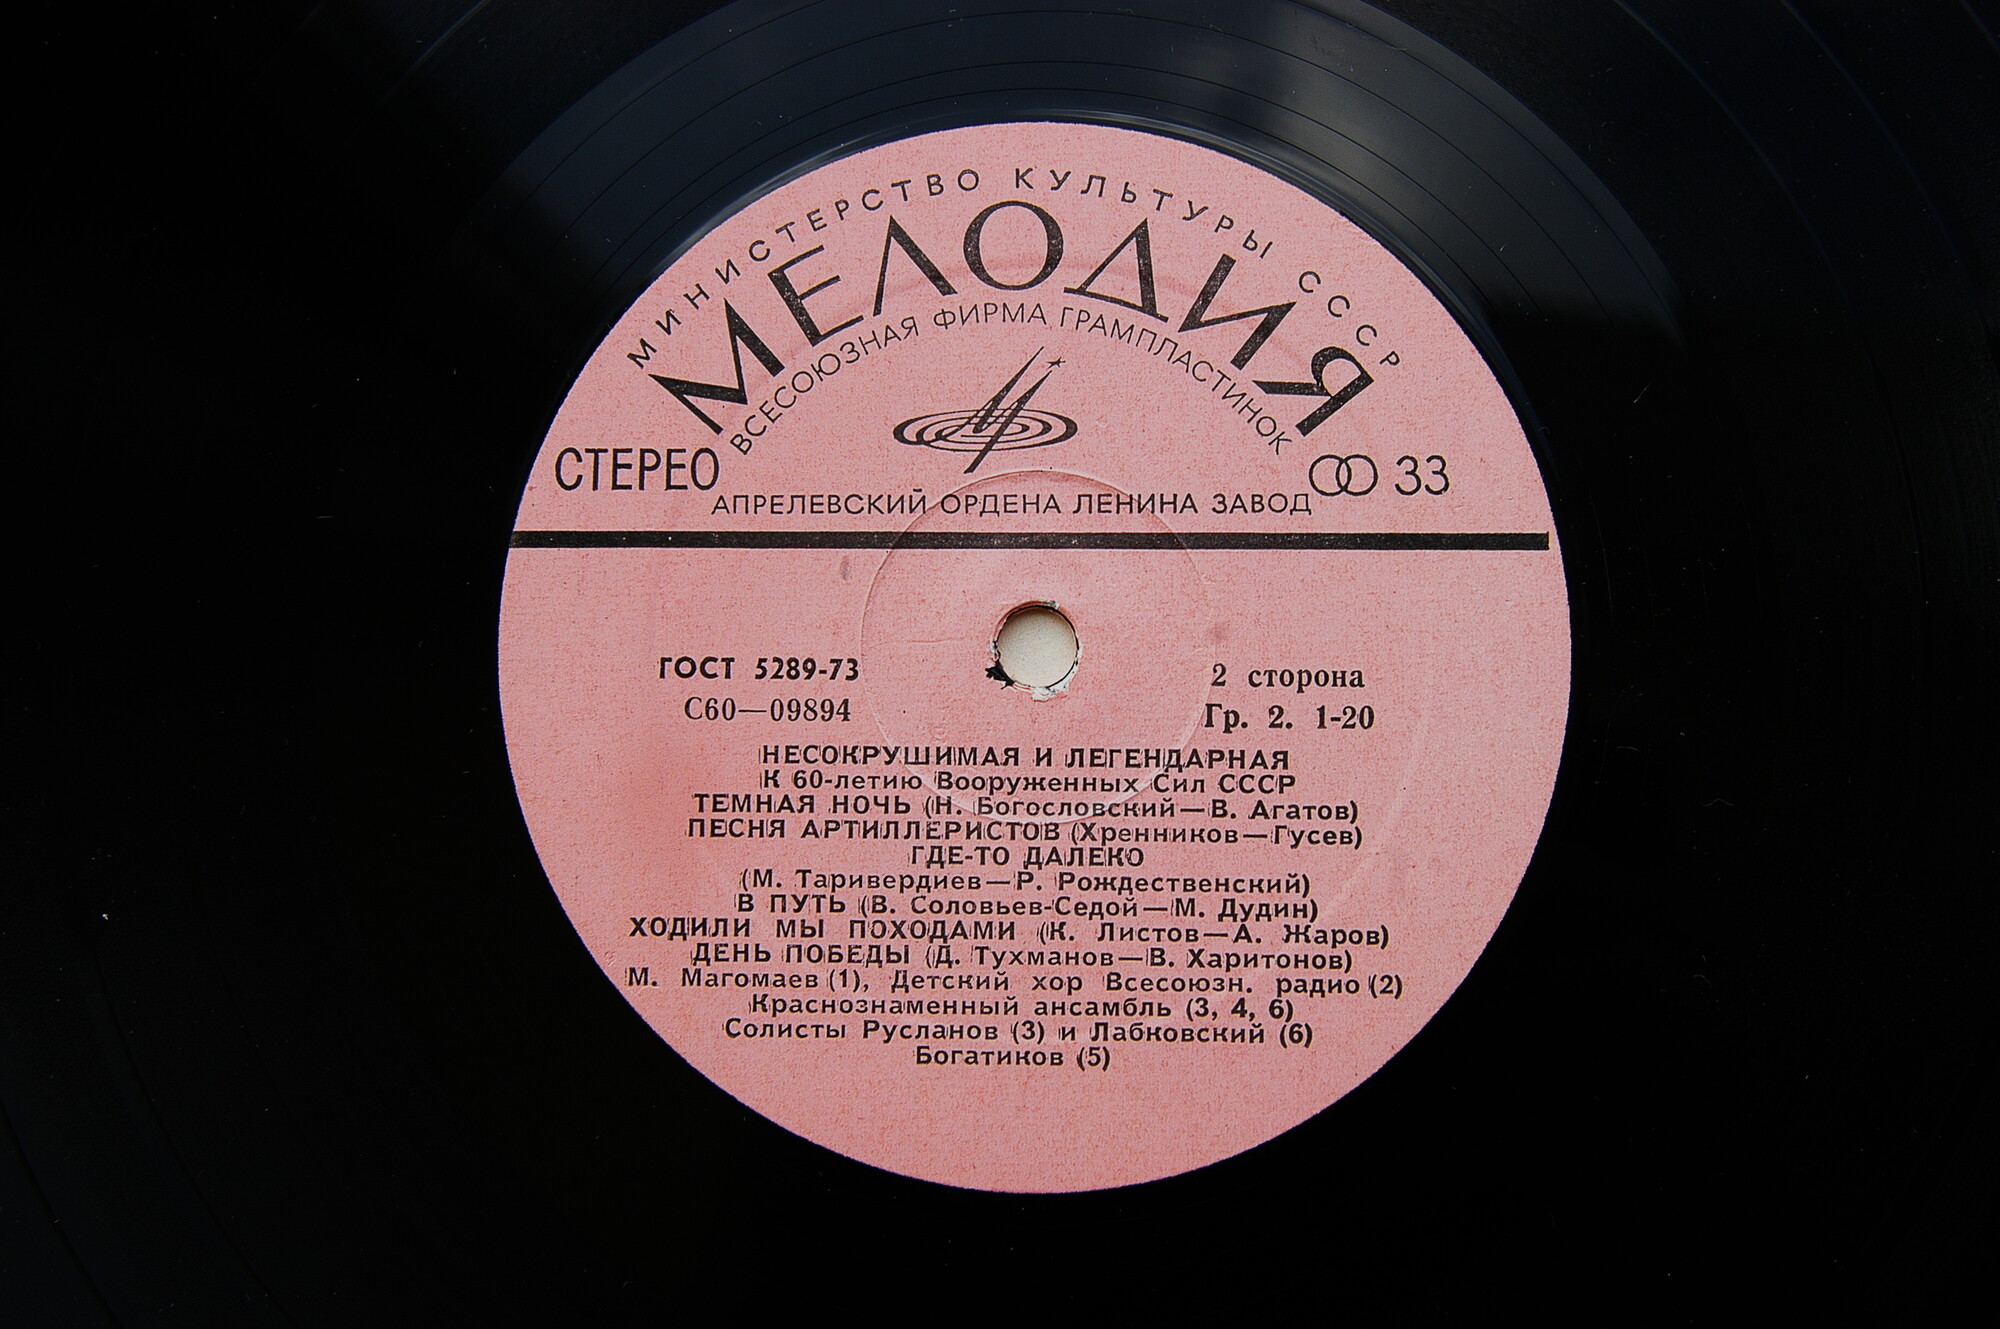 МИНИСТЕРСТВО КУЛЬТУРЫ СССР
МЕЛОДИЯ
ВСЕСОЮЗНАЯ ФИРМА ГРАМПЛАСТИНОК
СТЕРЕО
33
АПРЕЛЕВСКИЙ ОРДЕНА ЛЕНИНА ЗАВОД
ГОСТ 5289-73
2 сторона
С60—09894
Гр. 2. 1-20
НЕСОКРУШИМАЯ И ЛЕГЕНДАРНАЯ
К 60-летию Вооруженных Сил СССР
ТЕМНАЯ НОЧЬ (Н. Богословский—В. Агатов)
ПЕСНЯ АРТИЛЛЕРИСТОВ (Хренников—Гусев)
ГДЕ-ТО ДАЛЕКО
(М. Таривердиев—Р. Рождественский)
В ПУТЬ (В. Соловьев-Седой—М. Дудин)
ХОДИЛИ МЫ ПОХОДАМИ (К. Листов—А. Жаров)
ДЕНЬ ПОБЕДЫ (Д. Тухманов—В. Харитонов)
М. Магомаев (1), Детский хор Всесоюзн. радио (2)
Краснознаменный ансамбль (3, 4, 6)
Солисты Русланов (3) и Лабковский (6)
Богатиков (5)